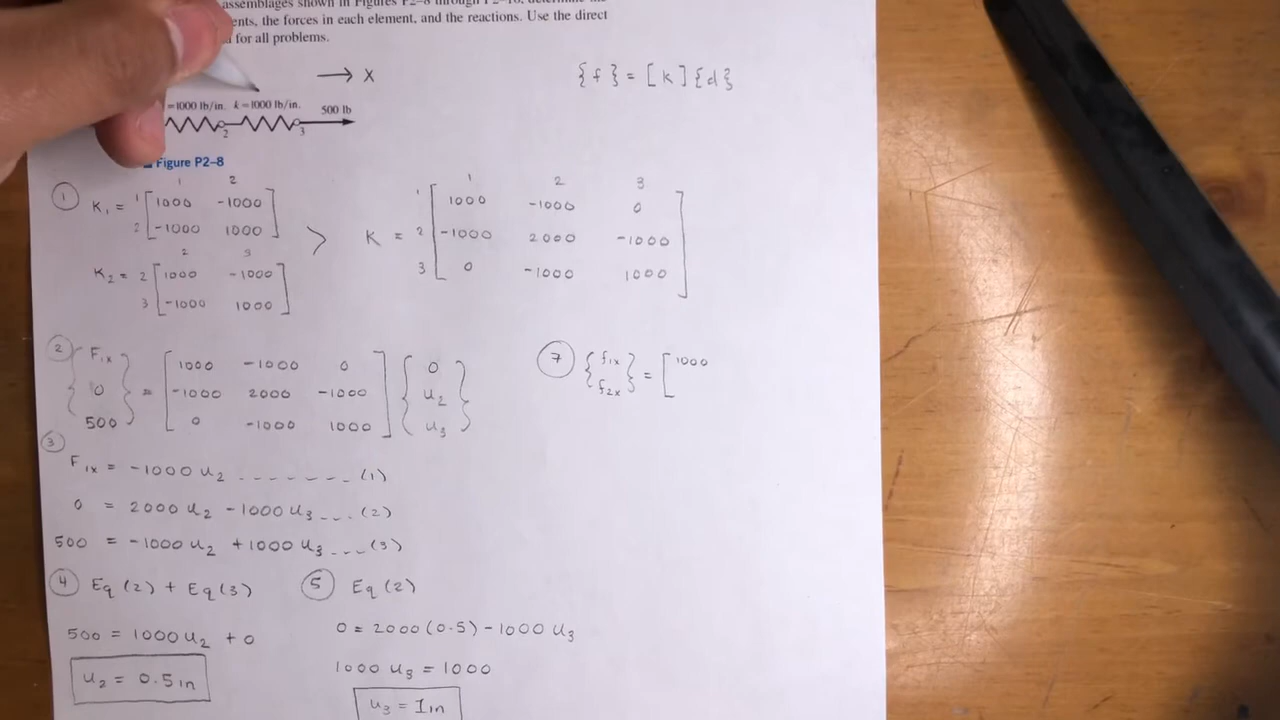 assemblages shown in Figures P2–8 through P2–16, determine the
ents, the forces in each element, and the reactions. Use the direct
for all problems.
→ X
{f} = [k]{d}
=1000 lb/in. k=1000 lb/in. 500 lb
2 3
Figure P2–8
1 2
① K₁ = 1 [1000 -1000
2 -1000 1000]
2 3
K₂ = 2 [1000 -1000
3 -1000 1000]
>
1 2 3
K = 1 [1000 -1000 0
2 -1000 2000 -1000
3 0 -1000 1000]
② {F₁ₓ = [1000 -1000 0 {0
0 -1000 2000 -1000 u₂
500} 0 -1000 1000] u₃}
③
F₁ₓ = -1000 u₂ ------- (1)
0 = 2000 u₂ - 1000 u₃ --. (2)
500 = -1000 u₂ + 1000 u₃ --- (3)
④ Eq (2) + Eq (3)
500 = 1000 u₂ + 0
u₂ = 0.5 in
⑤ Eq (2)
0 = 2000 (0.5) - 1000 u₃
1000 u₃ = 1000
u₃ = 1 in
⑦ {f₁ₓ = [1000
f₂ₓ}